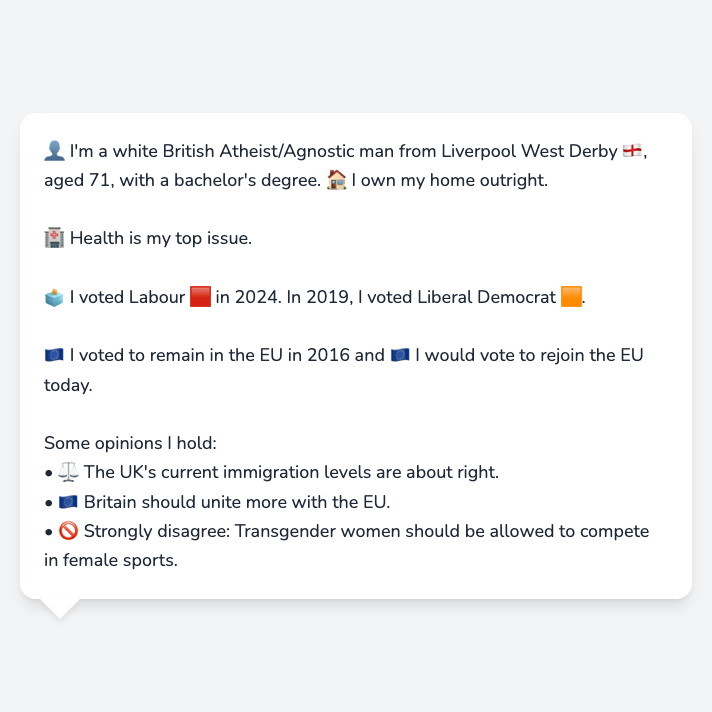 👤 I'm a white British Atheist/Agnostic man from Liverpool West Derby 🏴󠁧󠁢󠁥󠁮󠁧󠁿,
aged 71, with a bachelor's degree. 🏠 I own my home outright.
🏥 Health is my top issue.
🗳️ I voted Labour 🟥 in 2024. In 2019, I voted Liberal Democrat 🟧.
🇪🇺 I voted to remain in the EU in 2016 and 🇪🇺 I would vote to rejoin the EU
today.
Some opinions I hold:
• ⚖️ The UK's current immigration levels are about right.
• 🇪🇺 Britain should unite more with the EU.
• 🚫 Strongly disagree: Transgender women should be allowed to compete
in female sports.